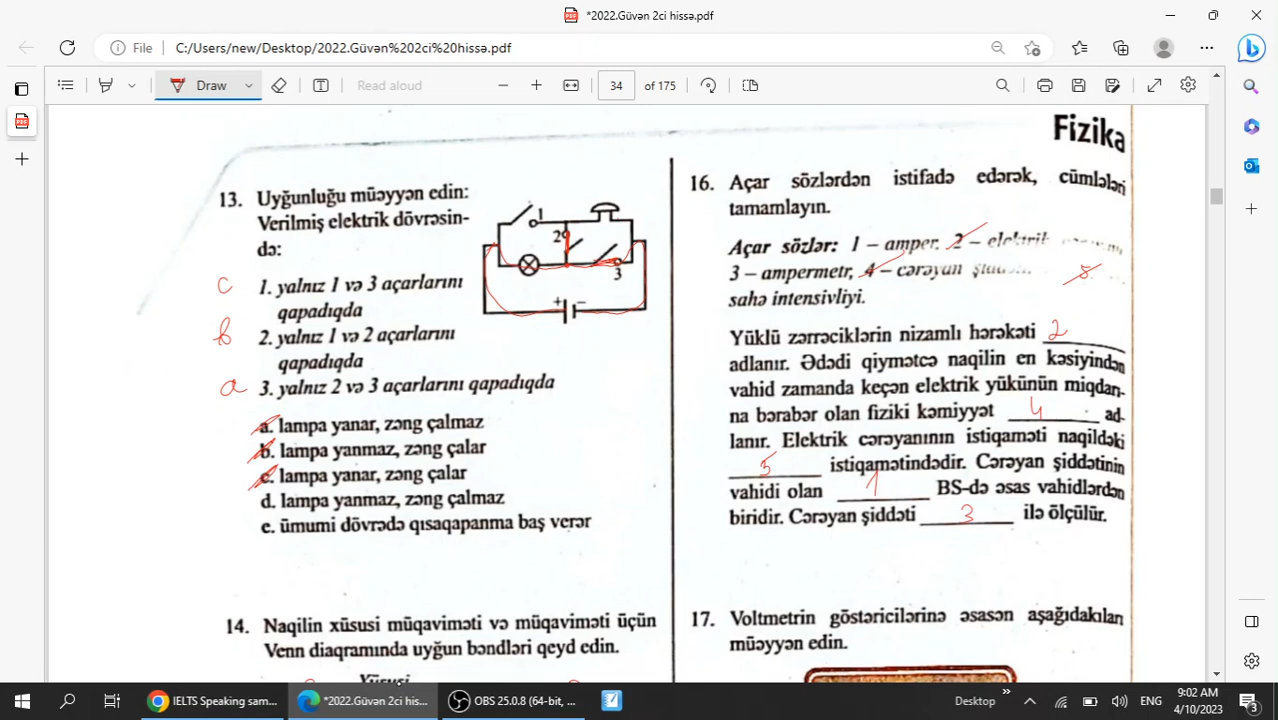 *2022.Güvən 2ci hissə.pdf
File
C:/Users/new/Desktop/2022.Güvən%202ci%20hissə.pdf
Draw
Read aloud
34 of 175
Fizika
13. Uyğunluğu müəyyən edin:
Verilmiş elektrik dövrəsin-
də:
1
2
3
+ −
c 1. yalnız 1 və 3 açarlarını
qapadıqda
b 2. yalnız 1 və 2 açarlarını
qapadıqda
a 3. yalnız 2 və 3 açarlarını qapadıqda
a. lampa yanar, zəng çalmaz
b. lampa yanmaz, zəng çalar
c. lampa yanar, zəng çalar
d. lampa yanmaz, zəng çalmaz
e. ümumi dövrədə qısaqapanma baş verər
14. Naqilin xüsusi müqaviməti və müqaviməti üçün
Venn diaqramında uyğun bəndləri qeyd edin.
16. Açar sözlərdən istifadə edərək, cümlələri
tamamlayın.
Açar sözlər: 1 – amper, 2 – elektrik
3 – ampermetr, 4 – cərəyan 5
sahə intensivliyi.
Yüklü zərrəciklərin nizamlı hərəkəti 2
adlanır. Ədədi qiymətcə naqilin en kəsiyindən
vahid zamanda keçən elektrik yükünün miqdarı-
na bərabər olan fiziki kəmiyyət 4 ad-
lanır. Elektrik cərəyanının istiqaməti naqildəki
5 istiqamətindədir. Cərəyan şiddətinin
vahidi olan 1 BS-də əsas vahidlərdən
biridir. Cərəyan şiddəti 3 ilə ölçülür.
17. Voltmetrin göstəricilərinə əsasən aşağıdakıları
müəyyən edin.
IELTS Speaking sam...
*2022.Güvən 2ci his...
OBS 25.0.8 (64-bit, ...
Desktop
ENG
9:02 AM
4/10/2023
3